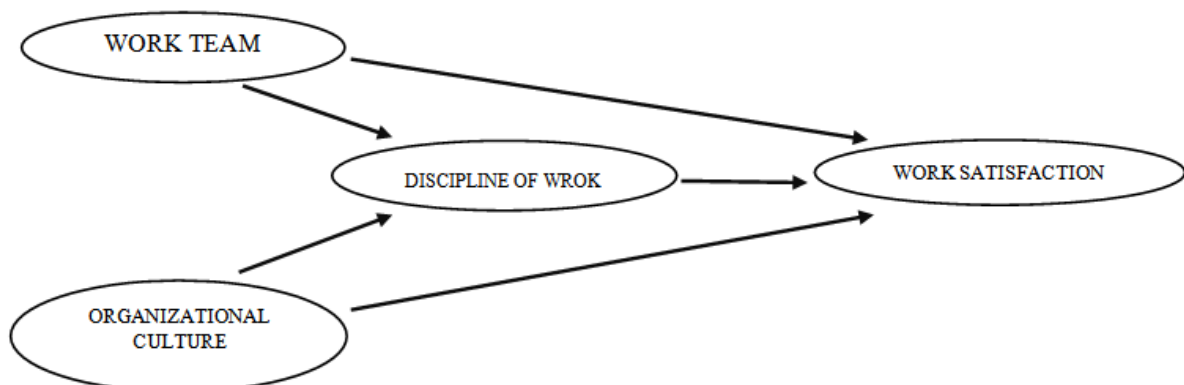 WORK TEAM
DISCIPLINE OF WROK
WORK SATISFACTION
ORGANIZATIONAL
CULTURE